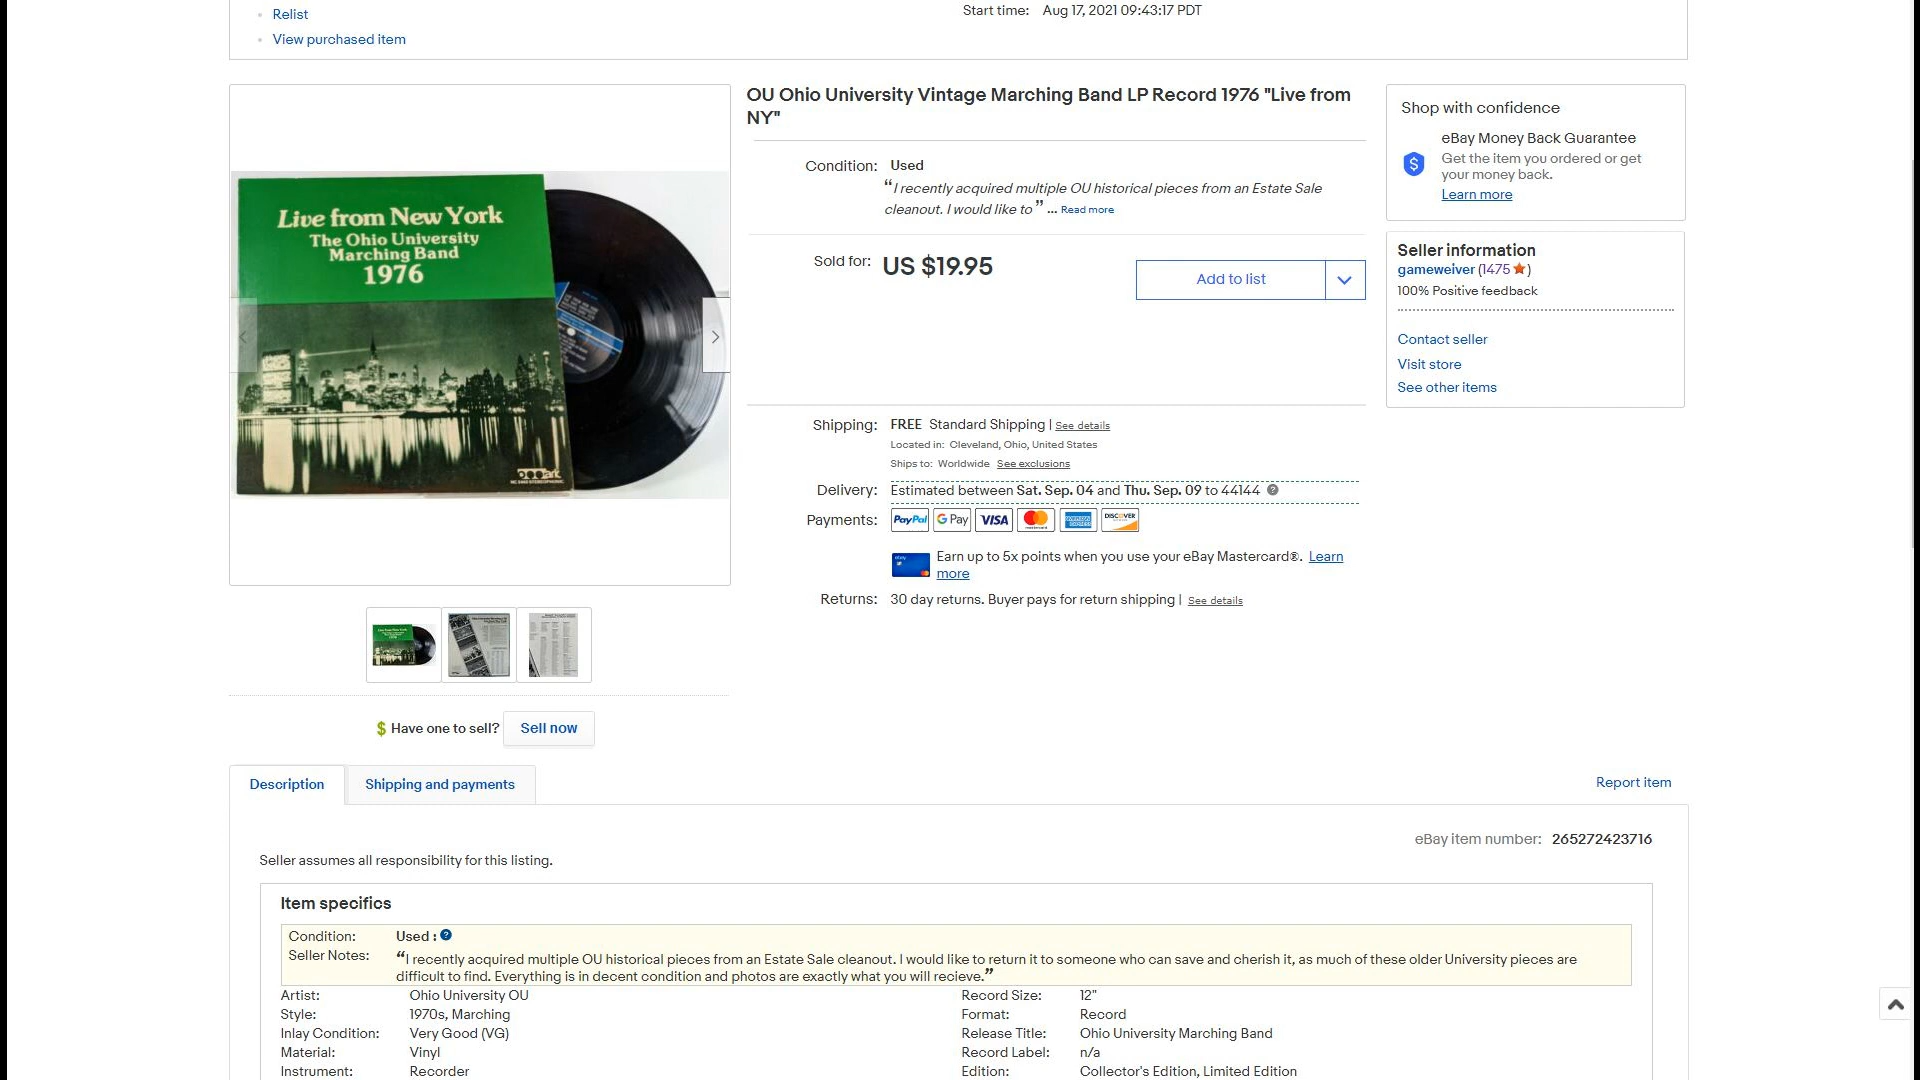 Relist
Start time: Aug 17, 2021 09:43:17 PDT
View purchased item
Live from New York
The Ohio University
Marching Band
1976
OU Ohio University Vintage Marching Band LP Record 1976 "Live from
NY"
Condition: Used
“I recently acquired multiple OU historical pieces from an Estate Sale
cleanout. I would like to ” ... Read more
Sold for: US $19.95
Add to list
Shipping: FREE Standard Shipping | See details
Located in: Cleveland, Ohio, United States
Ships to: Worldwide See exclusions
Delivery: Estimated between Sat. Sep. 04 and Thu. Sep. 09 to 44144
Payments: PayPal G Pay VISA mastercard AMERICAN EXPRESS DISCOVER
ebay
Earn up to 5x points when you use your eBay Mastercard®. Learn
more
Returns: 30 day returns. Buyer pays for return shipping | See details
Shop with confidence
eBay Money Back Guarantee
Get the item you ordered or get
your money back.
Learn more
Seller information
gameweiver (1475)
100% Positive feedback
Contact seller
Visit store
See other items
$ Have one to sell? Sell now
Description
Shipping and payments
Report item
eBay item number: 265272423716
Seller assumes all responsibility for this listing.
Item specifics
Condition: Used :
Seller Notes: “I recently acquired multiple OU historical pieces from an Estate Sale cleanout. I would like to return it to someone who can save and cherish it, as much of these older University pieces are
difficult to find. Everything is in decent condition and photos are exactly what you will recieve.”
Artist: Ohio University OU
Record Size: 12"
Style: 1970s, Marching
Format: Record
Inlay Condition: Very Good (VG)
Release Title: Ohio University Marching Band
Material: Vinyl
Record Label: n/a
Instrument: Recorder
Edition: Collector's Edition, Limited Edition